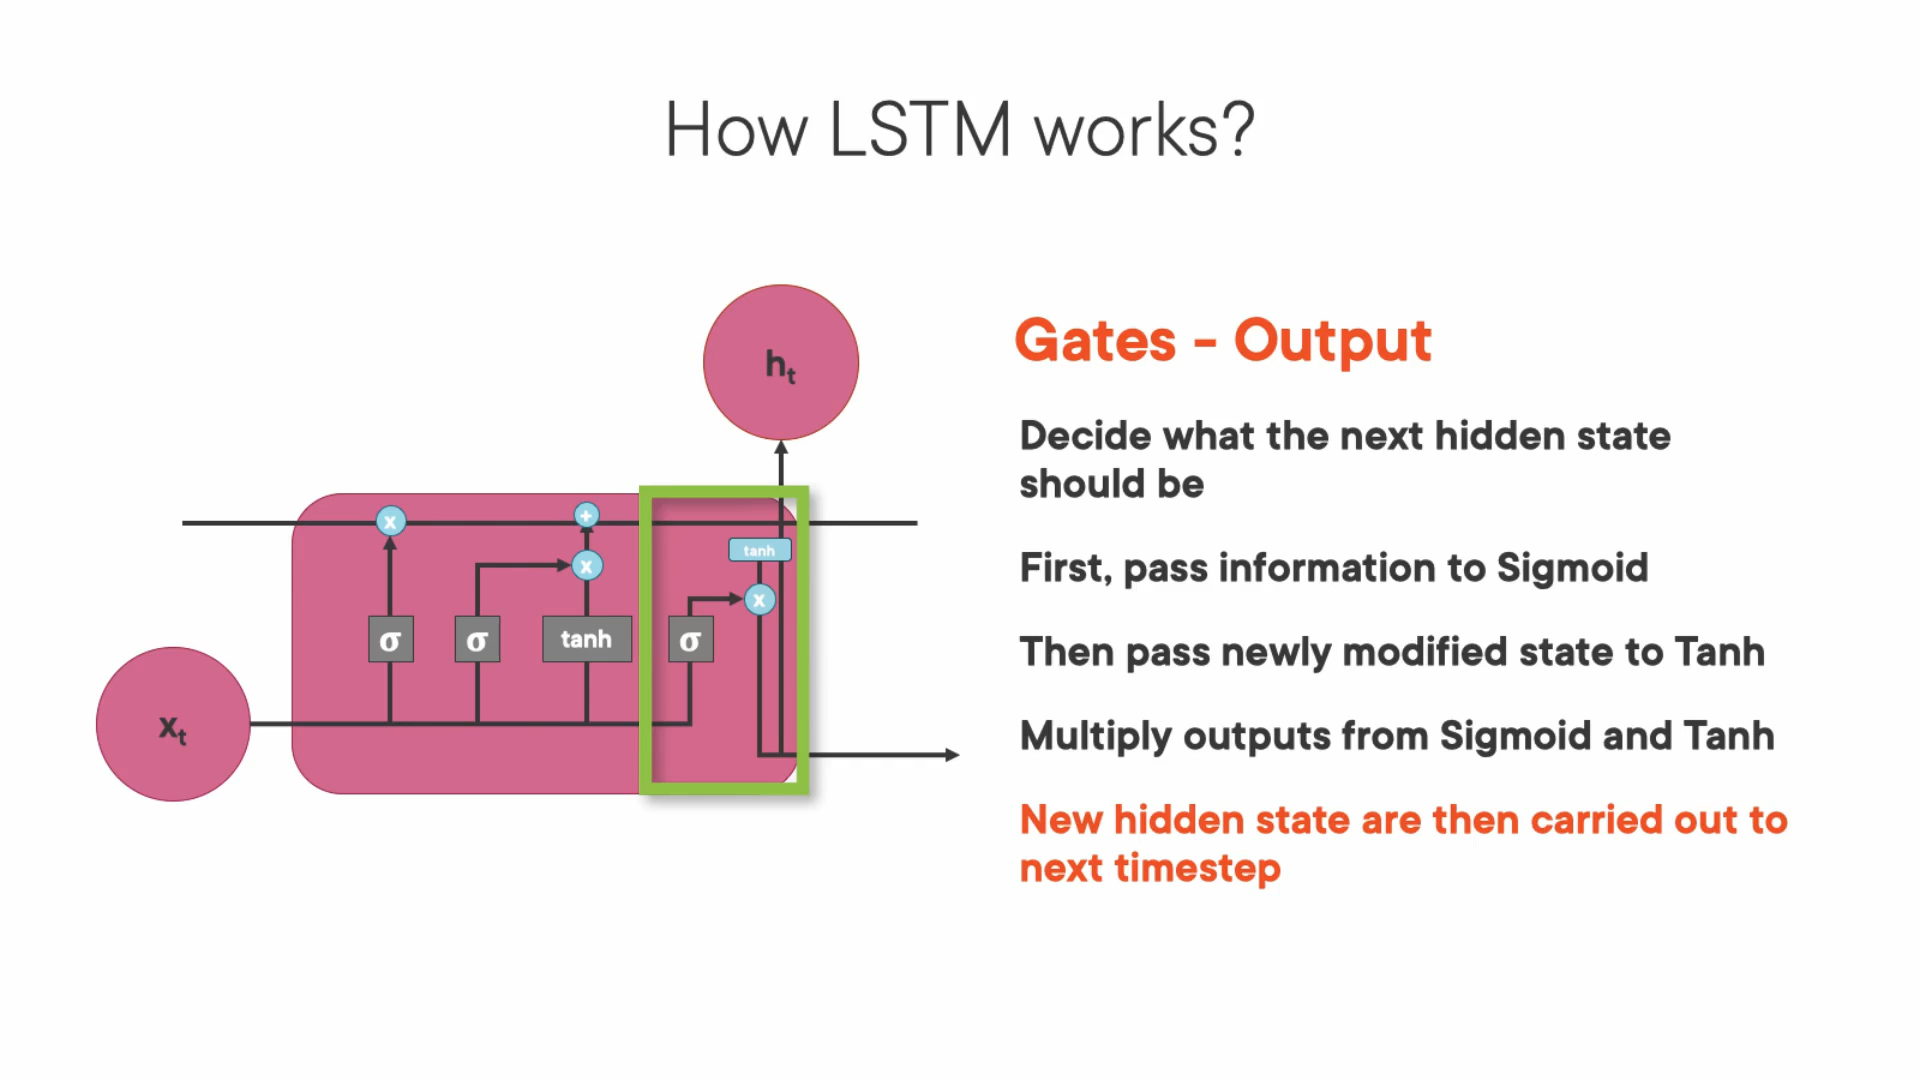 How LSTM works?
hₜ
Gates - Output
Decide what the next hidden state
should be
x
+
tanh
x
First, pass information to Sigmoid
x
σ
σ
tanh
σ
Then pass newly modified state to Tanh
xₜ
Multiply outputs from Sigmoid and Tanh
New hidden state are then carried out to
next timestep